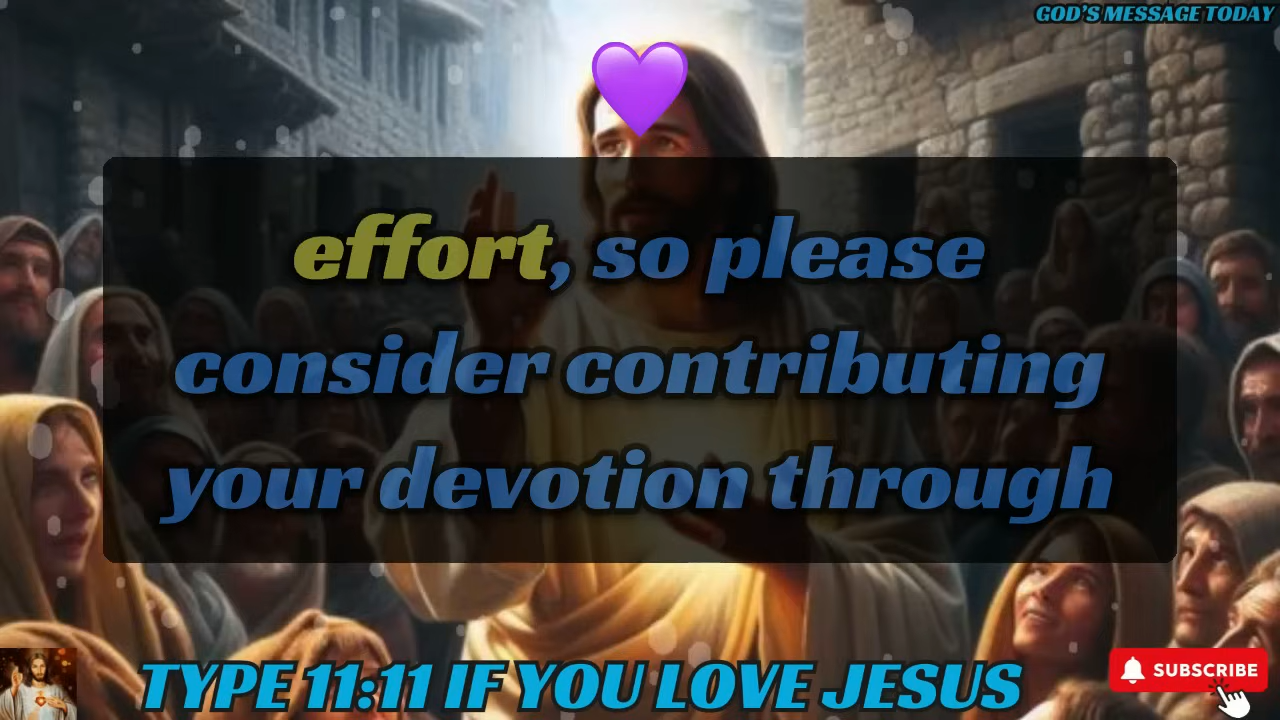 GOD'S MESSAGE TODAY
effort, so please
consider contributing
your devotion through
TYPE 11:11 IF YOU LOVE JESUS
SUBSCRIBE